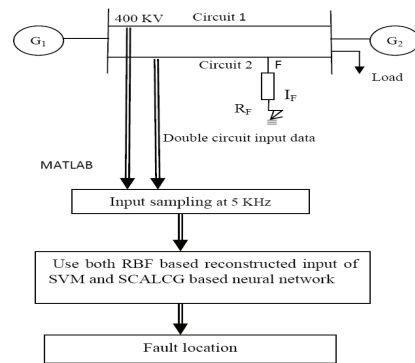 400 KV Circuit 1
G1
G2
Circuit 2
F
Load
IF
RF
Double circuit input data
MATLAB
Input sampling at 5 KHz
Use both RBF based reconstructed input of
SVM and SCALCG based neural network
Fault location